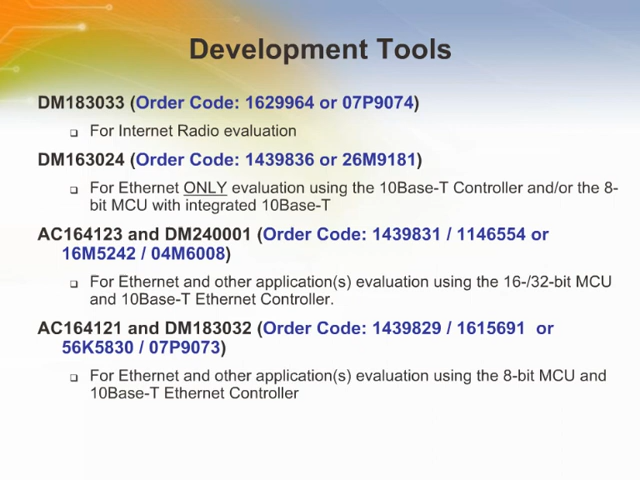 Development Tools
DM183033 (Order Code: 1629964 or 07P9074)
❑ For Internet Radio evaluation
DM163024 (Order Code: 1439836 or 26M9181)
❑ For Ethernet ONLY evaluation using the 10Base-T Controller and/or the 8-
bit MCU with integrated 10Base-T
AC164123 and DM240001 (Order Code: 1439831 / 1146554 or
16M5242 / 04M6008)
❑ For Ethernet and other application(s) evaluation using the 16-/32-bit MCU
and 10Base-T Ethernet Controller.
AC164121 and DM183032 (Order Code: 1439829 / 1615691 or
56K5830 / 07P9073)
❑ For Ethernet and other application(s) evaluation using the 8-bit MCU and
10Base-T Ethernet Controller